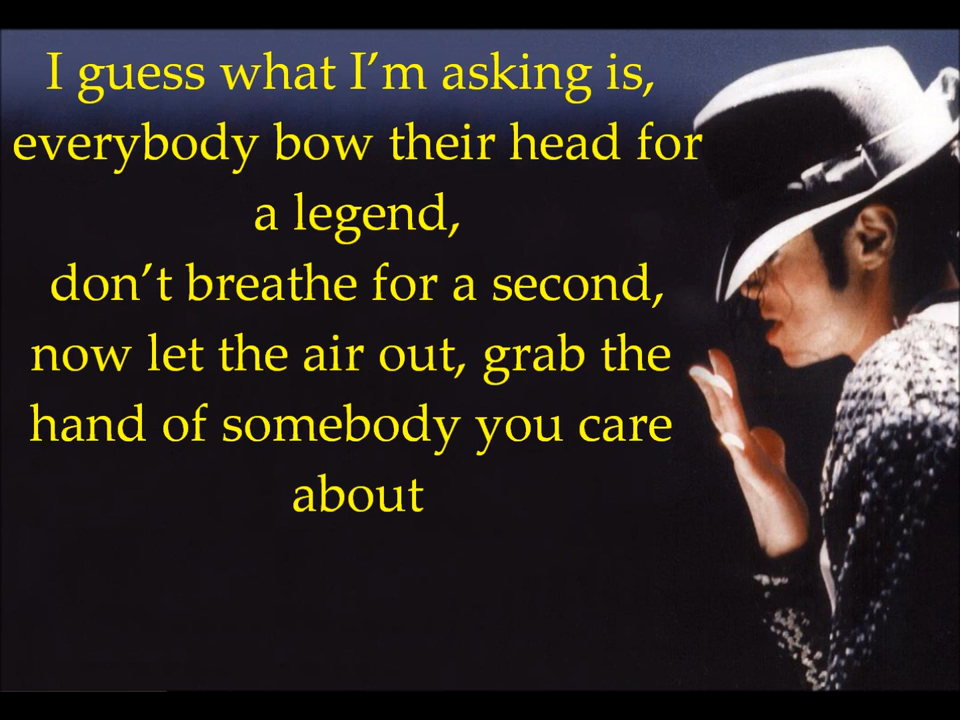 I guess what I’m asking is,
everybody bow their head for
a legend,
don’t breathe for a second,
now let the air out, grab the
hand of somebody you care
about